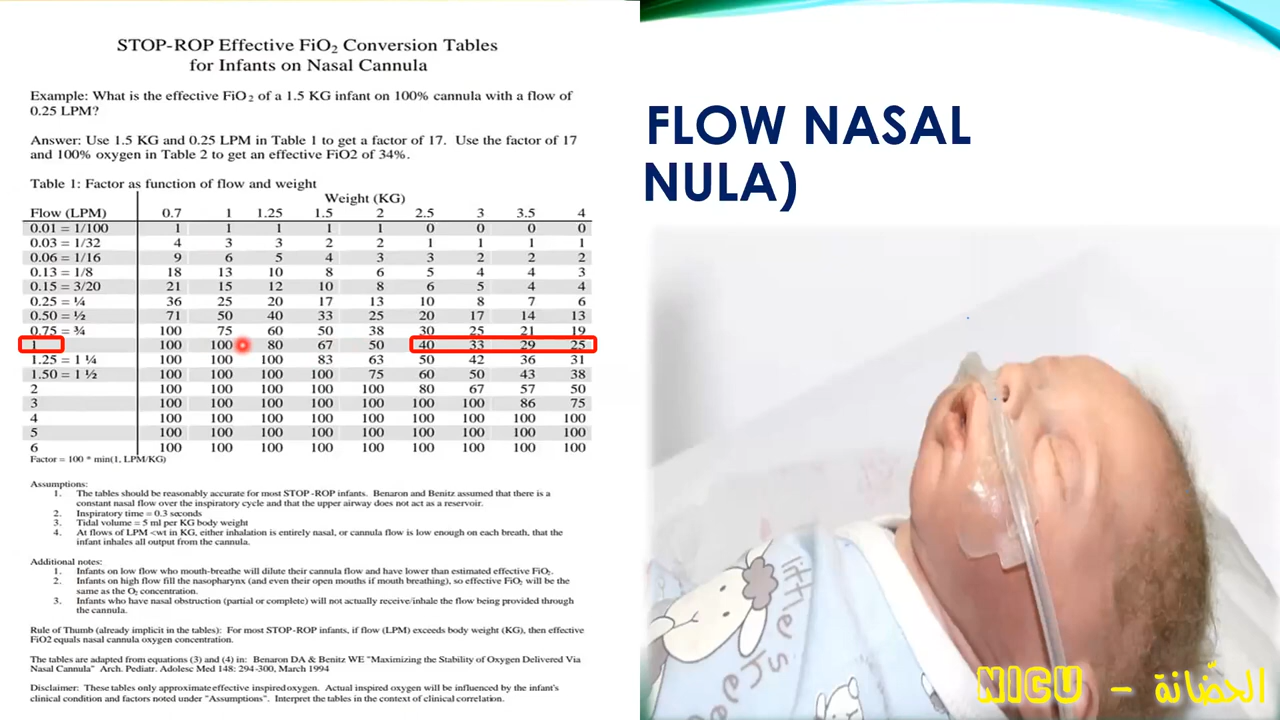 STOP-ROP Effective FiO₂ Conversion Tables
for Infants on Nasal Cannula
Example: What is the effective FiO₂ of a 1.5 KG infant on 100% cannula with a flow of
0.25 LPM?
Answer: Use 1.5 KG and 0.25 LPM in Table 1 to get a factor of 17. Use the factor of 17
and 100% oxygen in Table 2 to get an effective FiO2 of 34%.
Table 1: Factor as function of flow and weight
Weight (KG)
Flow (LPM) 0.7 1 1.25 1.5 2 2.5 3 3.5 4
0.01 = 1/100 1 1 1 1 1 0 0 0 0
0.03 = 1/32 4 3 3 2 2 1 1 1 1
0.06 = 1/16 9 6 5 4 3 3 2 2 2
0.13 = 1/8 18 13 10 8 6 5 4 4 3
0.15 = 3/20 21 15 12 10 8 6 5 4 4
0.25 = ¼ 36 25 20 17 13 10 8 7 6
0.50 = ½ 71 50 40 33 25 20 17 14 13
0.75 = ¾ 100 75 60 50 38 30 25 21 19
1 100 100 80 67 50 40 33 29 25
1.25 = 1 ¼ 100 100 100 83 63 50 42 36 31
1.50 = 1 ½ 100 100 100 100 75 60 50 43 38
2 100 100 100 100 100 80 67 57 50
3 100 100 100 100 100 100 100 86 75
4 100 100 100 100 100 100 100 100 100
5 100 100 100 100 100 100 100 100 100
6 100 100 100 100 100 100 100 100 100
Factor = 100 * min(1, LPM/KG)
Assumptions:
1. The tables should be reasonably accurate for most STOP-ROP infants. Benaron and Benitz assumed that there is a
constant nasal flow over the inspiratory cycle and that the upper airway does not act as a reservoir.
2. Inspiratory time = 0.3 seconds
3. Tidal volume = 5 ml per KG body weight
4. At flows of LPM <wt in KG, either inhalation is entirely nasal, or cannula flow is low enough on each breath, that the
infant inhales all output from the cannula.
Additional notes:
1. Infants on low flow who mouth-breathe will dilute their cannula flow and have lower than estimated effective FiO₂.
2. Infants on high flow fill the nasopharynx (and even their open mouths if mouth breathing), so effective FiO₂ will be the
same as the O₂ concentration.
3. Infants who have nasal obstruction (partial or complete) will not actually receive/inhale the flow being provided through
the cannula.
Rule of Thumb (already implicit in the tables): For most STOP-ROP infants, if flow (LPM) exceeds body weight (KG), then effective
FiO2 equals nasal cannula oxygen concentration.
The tables are adapted from equations (3) and (4) in: Benaron DA & Benitz WE "Maximizing the Stability of Oxygen Delivered Via
Nasal Cannula" Arch. Pediatr. Adolesc Med 148: 294-300, March 1994
Disclaimer: These tables only approximate effective inspired oxygen. Actual inspired oxygen will be influenced by the infant's
clinical condition and factors noted under "Assumptions". Interpret the tables in the context of clinical correlation.
FLOW NASAL
NULA)
little
NICU - الحضّانة